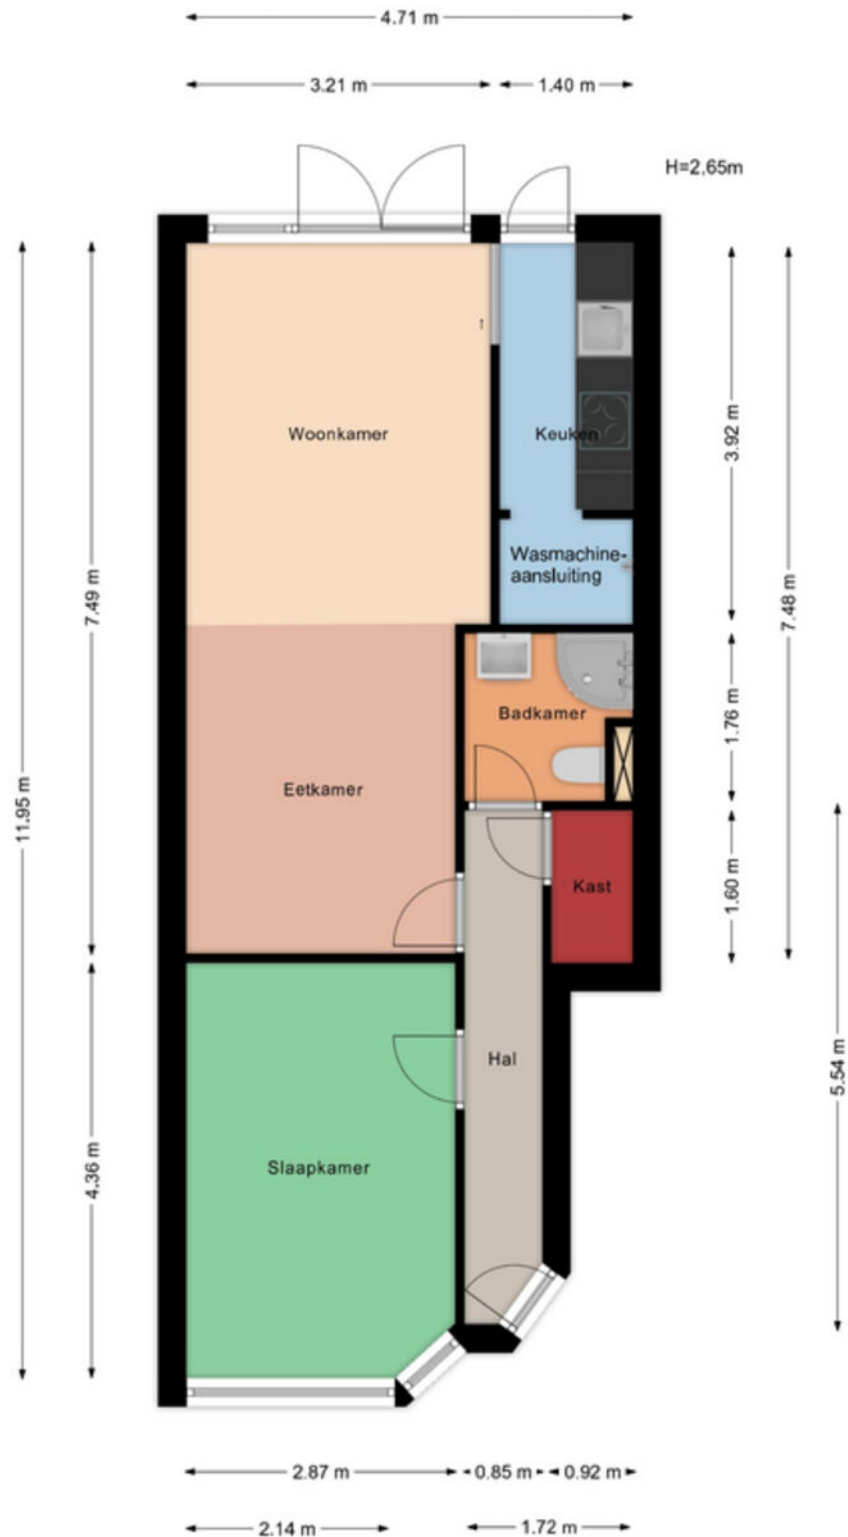 4.71 m
3.21 m
1.40 m
H=2,65m
Woonkamer
Keuken
3.92 m
Wasmachine-
aansluiting
7.49 m
7.48 m
Badkamer
1.76 m
Eetkamer
11.95 m
Kast
1.60 m
Hal
5.54 m
Slaapkamer
4.36 m
2.87 m
0.85 m
0.92 m
2.14 m
1.72 m